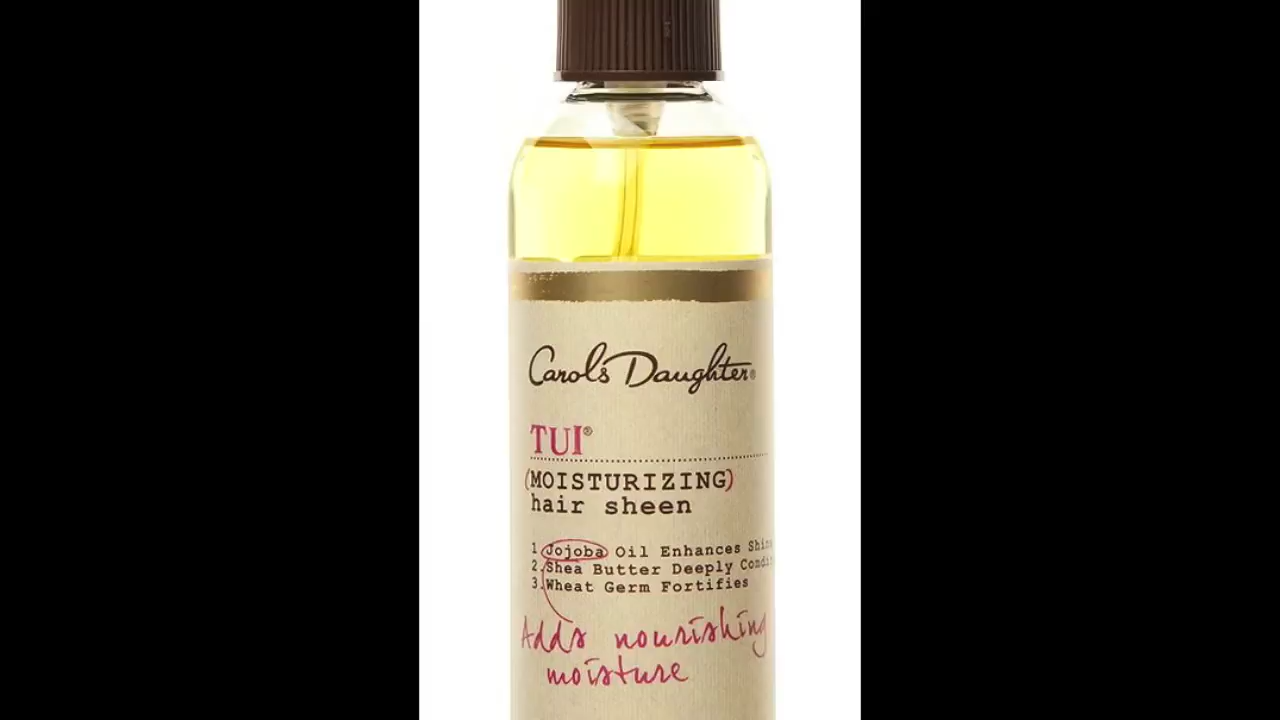 Carol's Daughter®
TUI®
(MOISTURIZING)
hair sheen
1 Jojoba Oil Enhances Shine
2.Shea Butter Deeply
3.Wheat Germ Fortifies
Adds nourishing
moisture